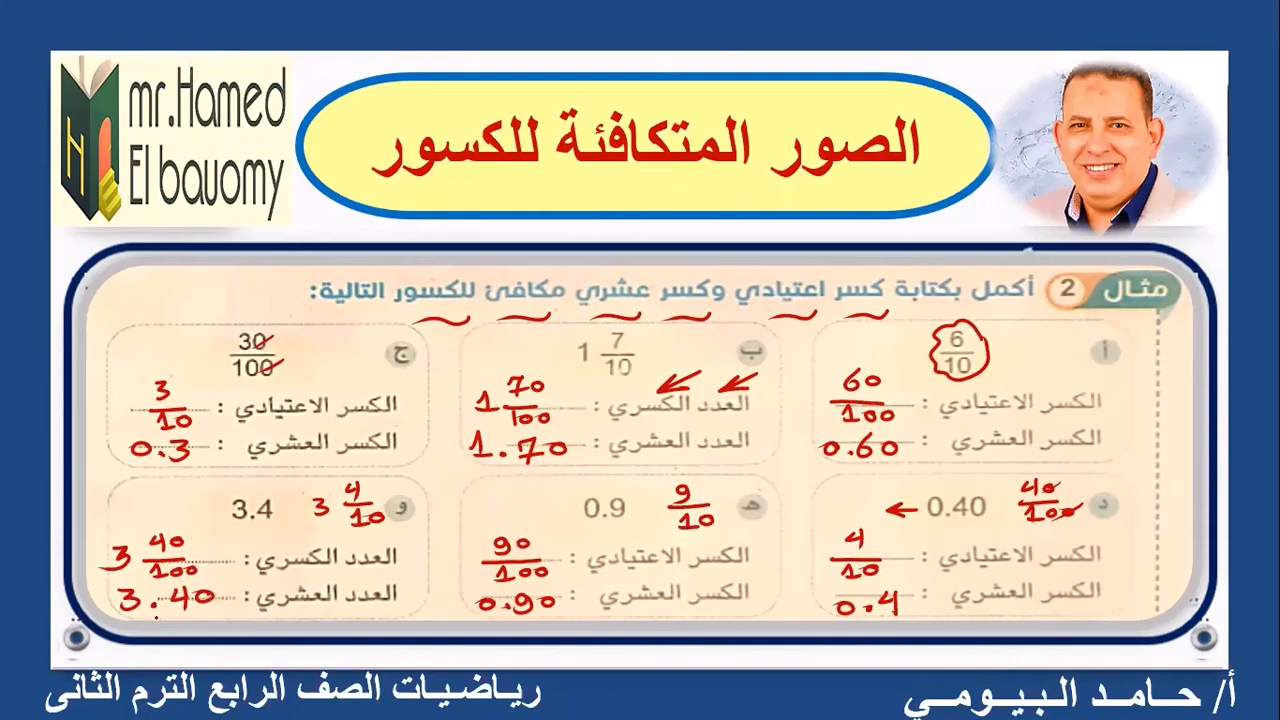 mr.Hamed
El bauomy
الصور المتكافئة للكسور
مثال 2 أكمل بكتابة كسر اعتيادي وكسر عشري مكافئ للكسور التالية:
أ 6/10
الكسر الاعتيادي : 60/100
الكسر العشري : 0.60
ب 1 7/10
العدد الكسري : 1 70/100
العدد العشري : 1.70
ج 30/100
الكسر الاعتيادي : 3/10
الكسر العشري : 0.3
د 0.40 40/100
الكسر الاعتيادي : 4/10
الكسر العشري : 0.4
هـ 0.9 9/10
الكسر الاعتيادي : 90/100
الكسر العشري : 0.90
و 3.4 3 4/10
العدد الكسري : 3 40/100
العدد العشري : 3.40
أ/ حامد البيومي
رياضيات الصف الرابع الترم الثانى